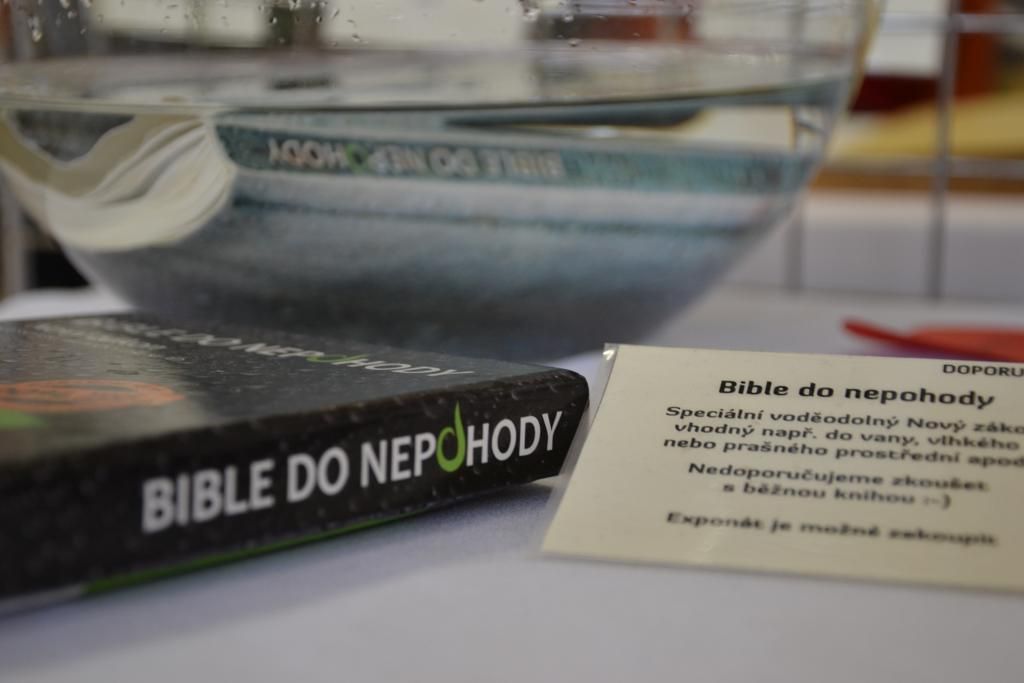 BIBLE DO NEPOHODY
BIBLE DO NEPOHODY
BIBLE DO NEPOHODY
DOPORU
Bible do nepohody
Speciální voděodolný Nový záko
vhodný např. do vany, vlhkého
nebo prašného prostřední apod
Nedoporučujeme zkoušet
s běžnou knihou :-)
Exponát je možné zakoupit